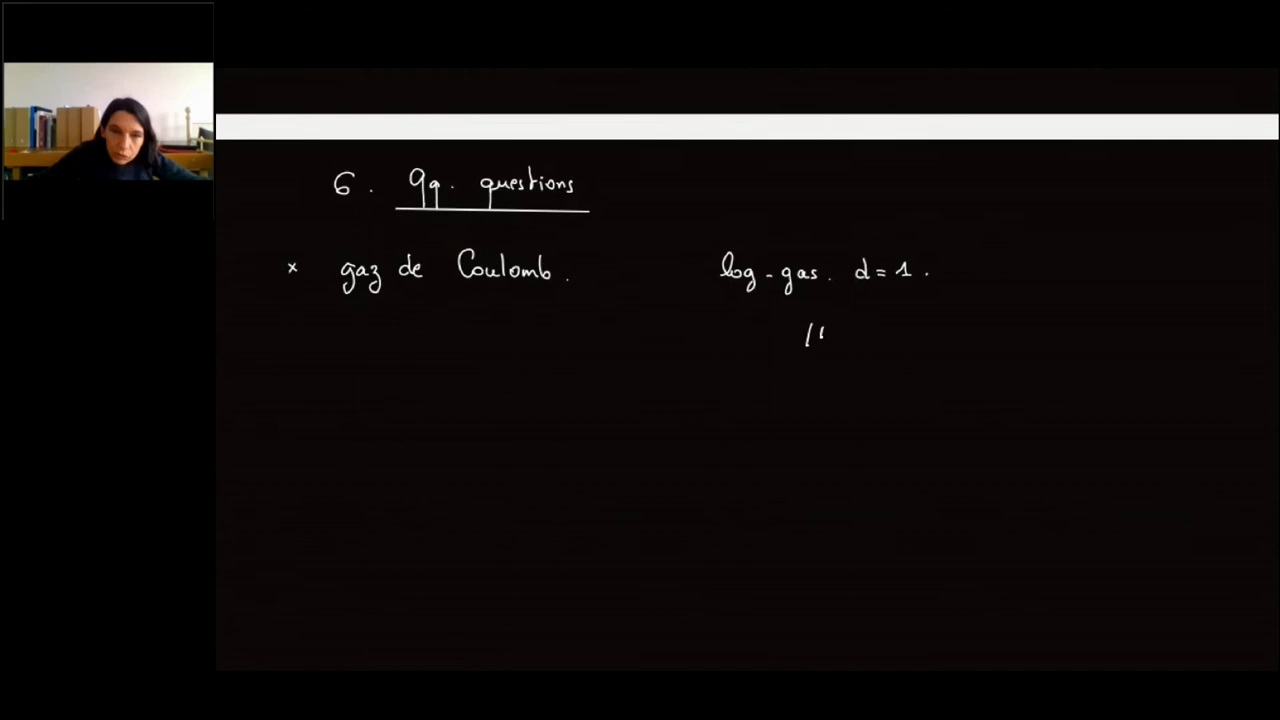 6. Qq. questions
× gaz de Coulomb. log-gas. d=1.